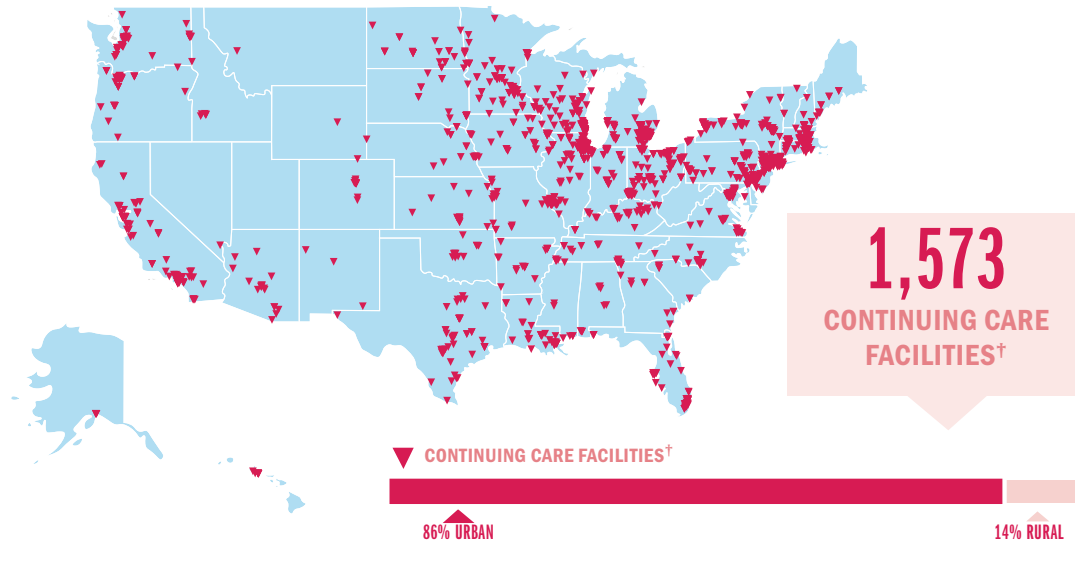 1,573
CONTINUING CARE
FACILITIES†
CONTINUING CARE FACILITIES†
86% URBAN
14% RURAL